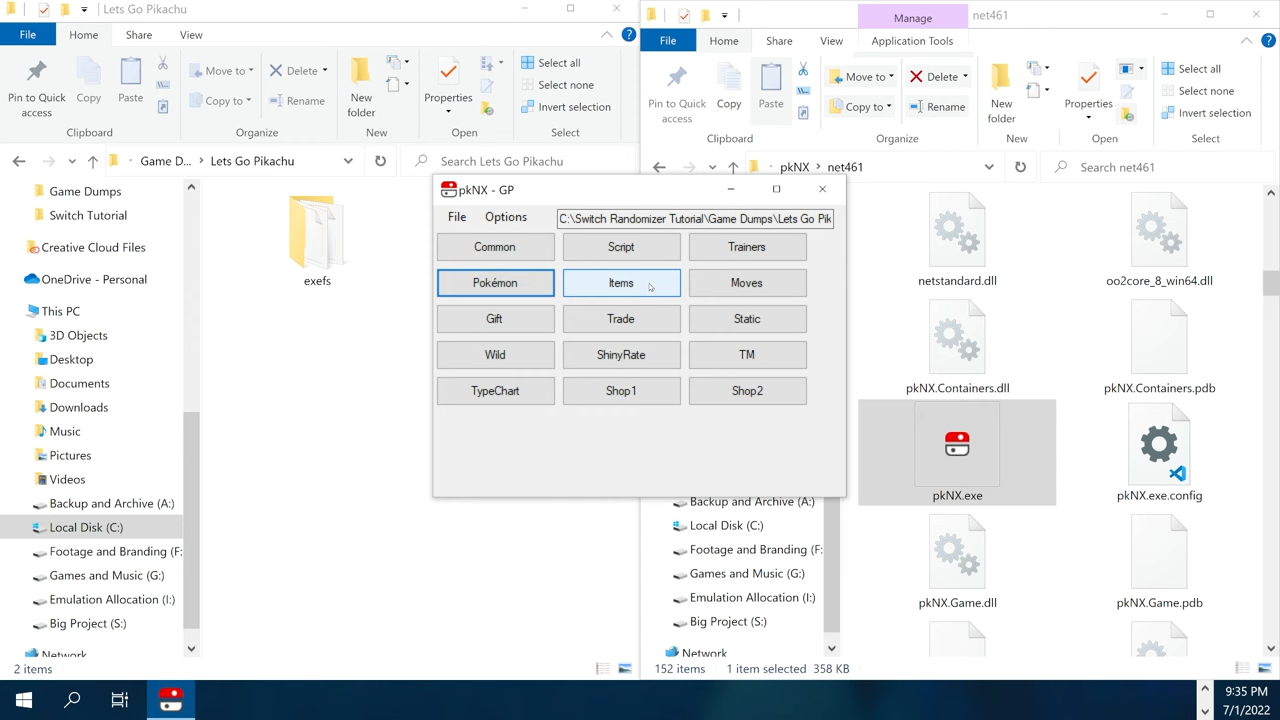 Lets Go Pikachu
File
Home
Share
View
Pin to Quick access
Copy
Paste
Move to
Copy to
Delete
Rename
New folder
Properties
Select all
Select none
Invert selection
Clipboard
Organize
New
Open
Select
Game D... > Lets Go Pikachu
Search Lets Go Pikachu
Game Dumps
Switch Tutorial
Creative Cloud Files
OneDrive - Personal
This PC
3D Objects
Desktop
Documents
Downloads
Music
Pictures
Videos
Backup and Archive (A:)
Local Disk (C:)
Footage and Branding (F:
Games and Music (G:)
Emulation Allocation (I:)
Big Project (S:)
Network
exefs
2 items
Manage
net461
File
Home
Share
View
Application Tools
Pin to Quick access
Copy
Paste
Move to
Copy to
Delete
Rename
New folder
Properties
Select all
Select none
Invert selection
Clipboard
Organize
New
Open
Select
pkNX > net461
Search net461
netstandard.dll
oo2core_8_win64.dll
pkNX.Containers.dll
pkNX.Containers.pdb
pkNX.exe
pkNX.exe.config
pkNX.Game.dll
pkNX.Game.pdb
Backup and Archive (A:)
Local Disk (C:)
Footage and Branding (F:
Games and Music (G:)
Emulation Allocation (I:)
Big Project (S:)
Network
152 items
1 item selected 358 KB
pkNX - GP
File
Options
C:\Switch Randomizer Tutorial\Game Dumps\Lets Go Pik
Common
Script
Trainers
Pokémon
Items
Moves
Gift
Trade
Static
Wild
ShinyRate
TM
TypeChart
Shop1
Shop2
9:35 PM
7/1/2022